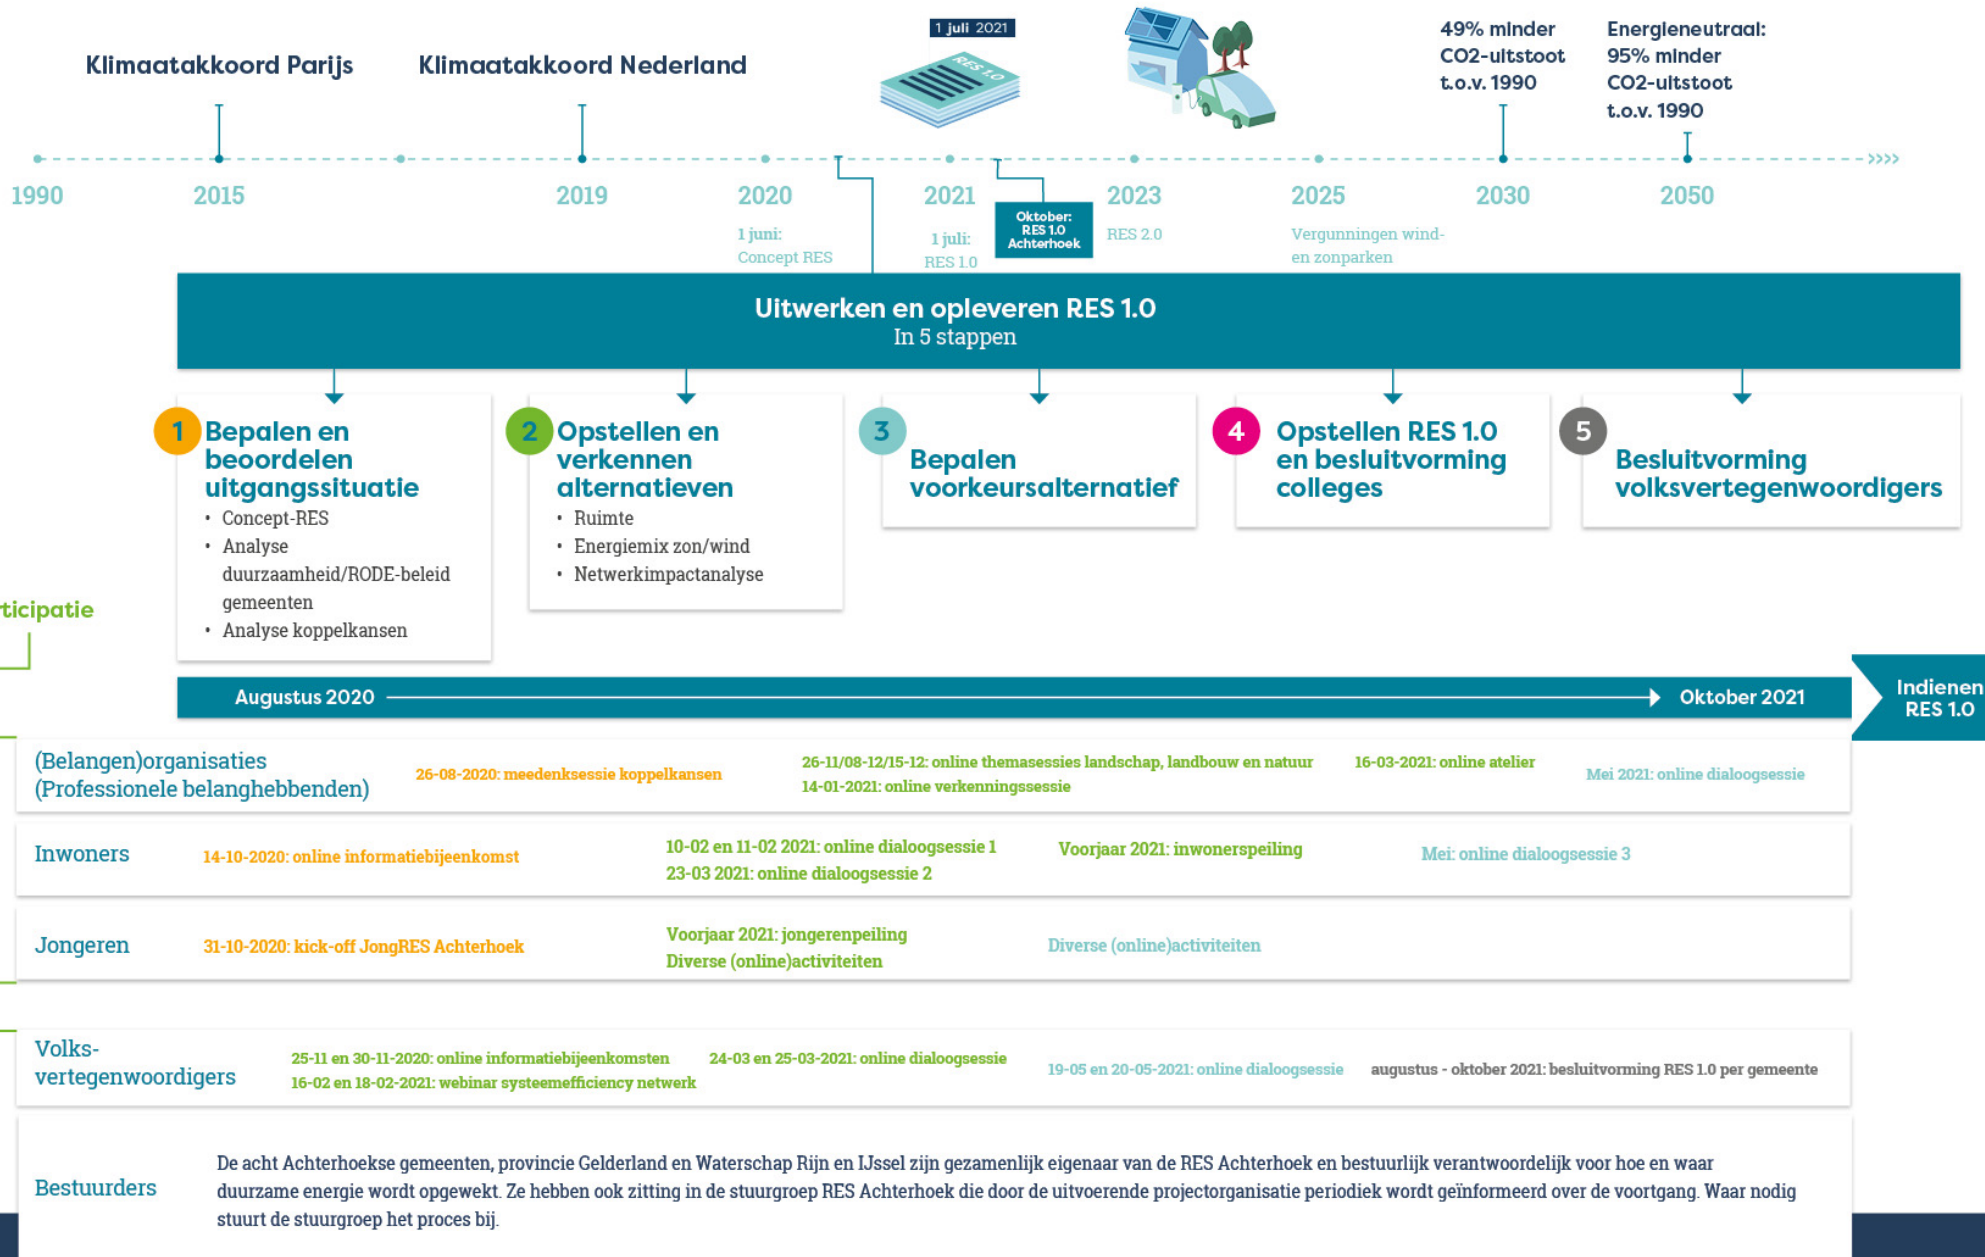 1 juli 2021
RES 1.0
Klimaatakkoord Parijs
Klimaatakkoord Nederland
49% minder
CO2-uitstoot
t.o.v. 1990
Energieneutraal:
95% minder
CO2-uitstoot
t.o.v. 1990
1990
2015
2019
2020
2021
2023
2025
2030
2050
1 juni:
Concept RES
1 juli:
RES 1.0
Oktober:
RES 1.0
Achterhoek
RES 2.0
Vergunningen wind-
en zonparken
Uitwerken en opleveren RES 1.0
In 5 stappen
1
Bepalen en
beoordelen
uitgangssituatie
• Concept-RES
• Analyse
duurzaamheid/RODE-beleid
gemeenten
• Analyse koppelkansen
2
Opstellen en
verkennen
alternatieven
• Ruimte
• Energiemix zon/wind
• Netwerkimpactanalyse
3
Bepalen
voorkeursalternatief
4
Opstellen RES 1.0
en besluitvorming
colleges
5
Besluitvorming
volksvertegenwoordigers
ticipatie
Augustus 2020
Oktober 2021
Indienen
RES 1.0
(Belangen)organisaties
(Professionele belanghebbenden)
26-08-2020: meedenksessie koppelkansen
26-11/08-12/15-12: online themasessies landschap, landbouw en natuur
14-01-2021: online verkenningssessie
16-03-2021: online atelier
Mei 2021: online dialoogsessie
Inwoners
14-10-2020: online informatiebijeenkomst
10-02 en 11-02 2021: online dialoogsessie 1
23-03 2021: online dialoogsessie 2
Voorjaar 2021: inwonerspeiling
Mei: online dialoogsessie 3
Jongeren
31-10-2020: kick-off JongRES Achterhoek
Voorjaar 2021: jongerenpeiling
Diverse (online)activiteiten
Diverse (online)activiteiten
Volks-
vertegenwoordigers
25-11 en 30-11-2020: online informatiebijeenkomsten
16-02 en 18-02-2021: webinar systeemefficiency netwerk
24-03 en 25-03-2021: online dialoogsessie
19-05 en 20-05-2021: online dialoogsessie
augustus - oktober 2021: besluitvorming RES 1.0 per gemeente
Bestuurders
De acht Achterhoekse gemeenten, provincie Gelderland en Waterschap Rijn en IJssel zijn gezamenlijk eigenaar van de RES Achterhoek en bestuurlijk verantwoordelijk voor hoe en waar
duurzame energie wordt opgewekt. Ze hebben ook zitting in de stuurgroep RES Achterhoek die door de uitvoerende projectorganisatie periodiek wordt geïnformeerd over de voortgang. Waar nodig
stuurt de stuurgroep het proces bij.